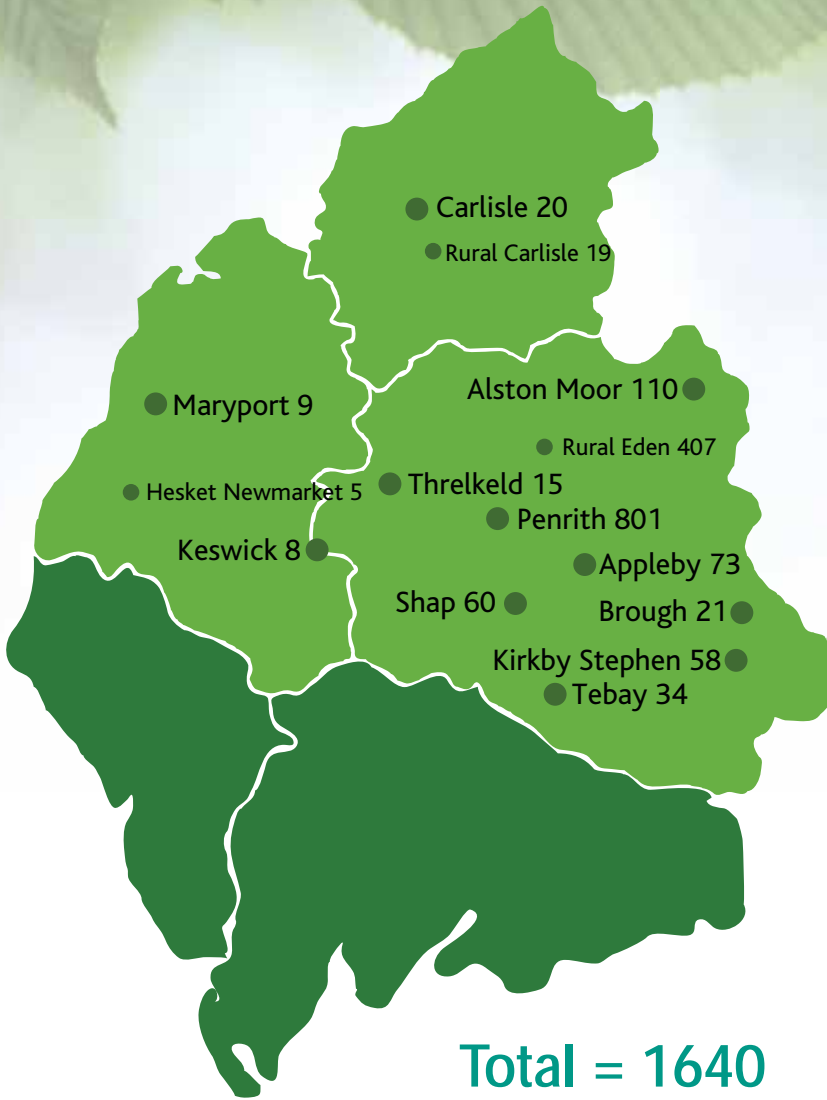 Carlisle 20
Rural Carlisle 19
Alston Moor 110
Maryport 9
Rural Eden 407
Threlkeld 15
Hesket Newmarket 5
Penrith 801
Keswick 8
Appleby 73
Shap 60
Brough 21
Kirkby Stephen 58
Tebay 34
Total = 1640